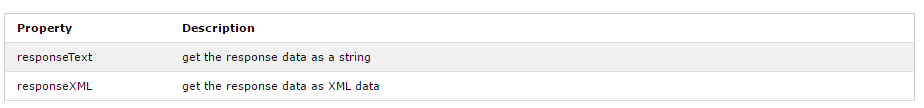 Property Description
responseText get the response data as a string
responseXML get the response data as XML data